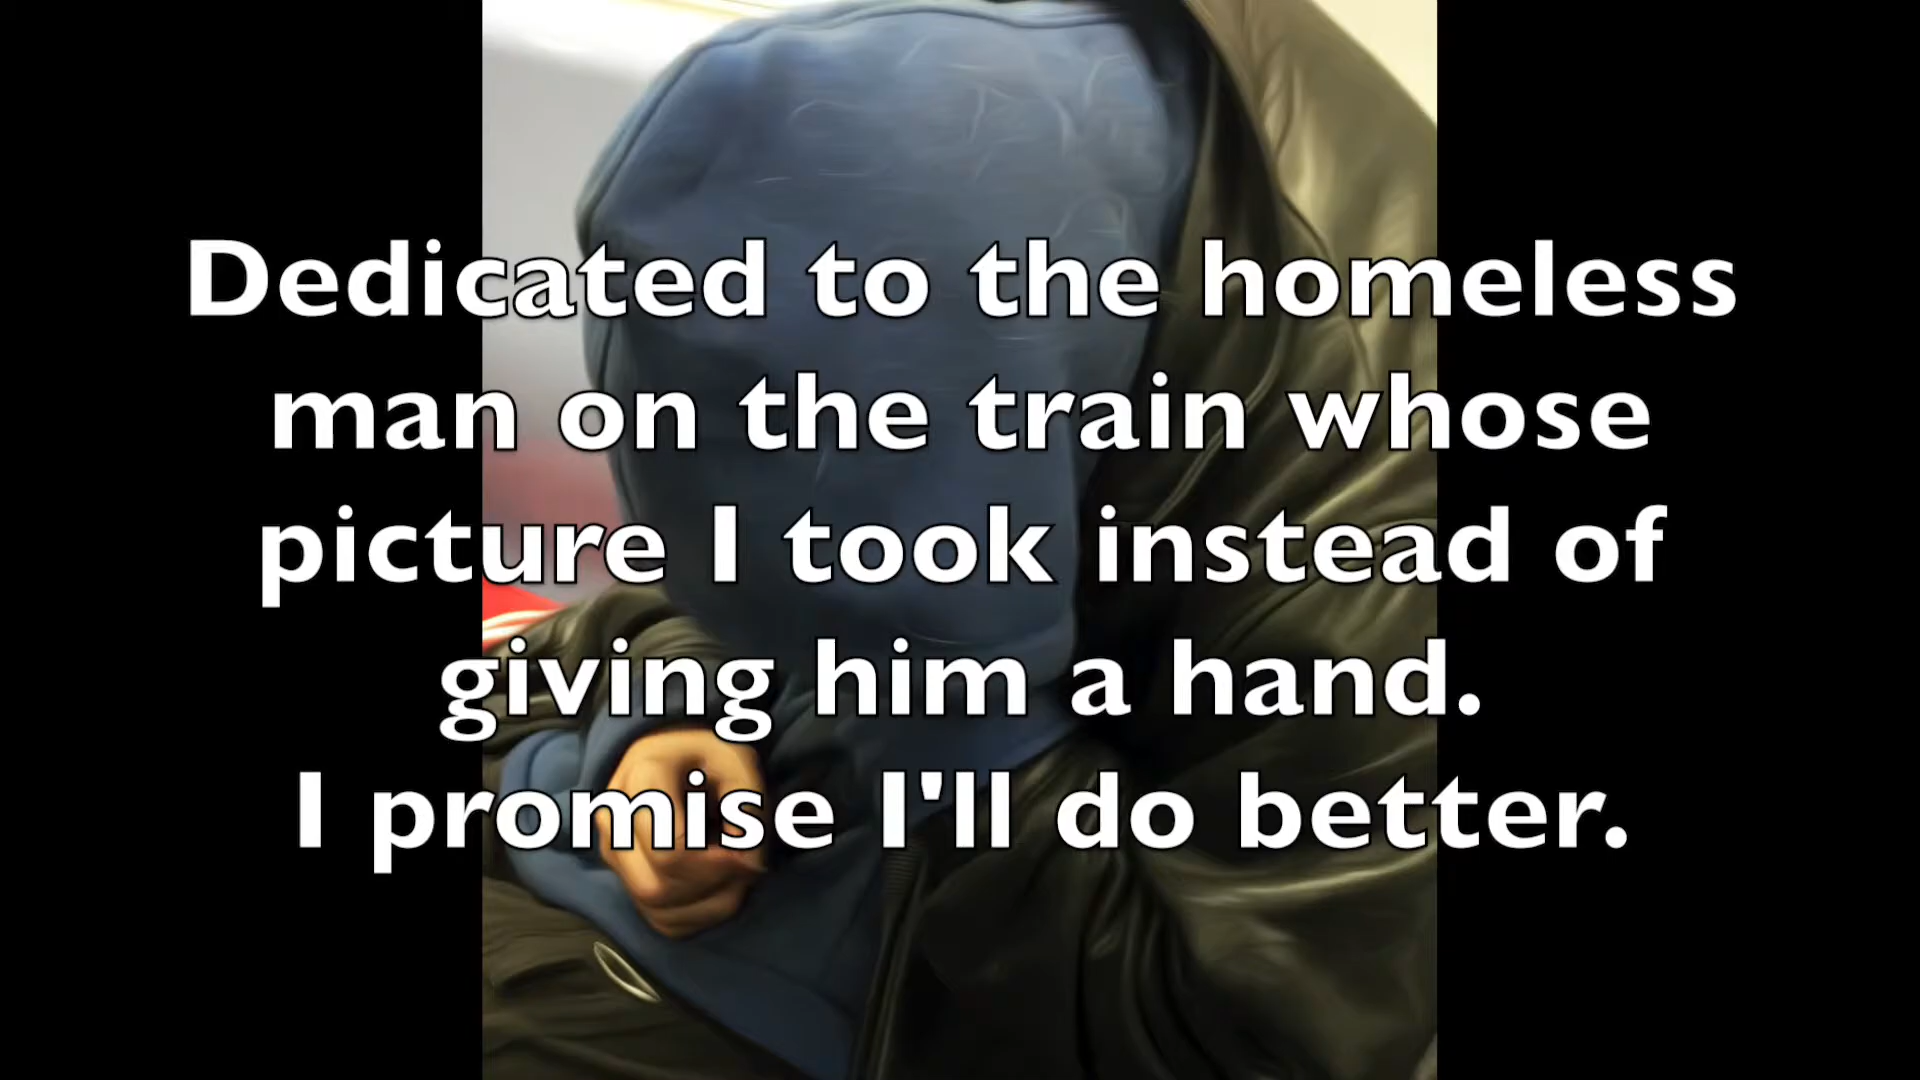 Dedicated to the homeless
man on the train whose
picture I took instead of
giving him a hand.
I promise I'll do better.